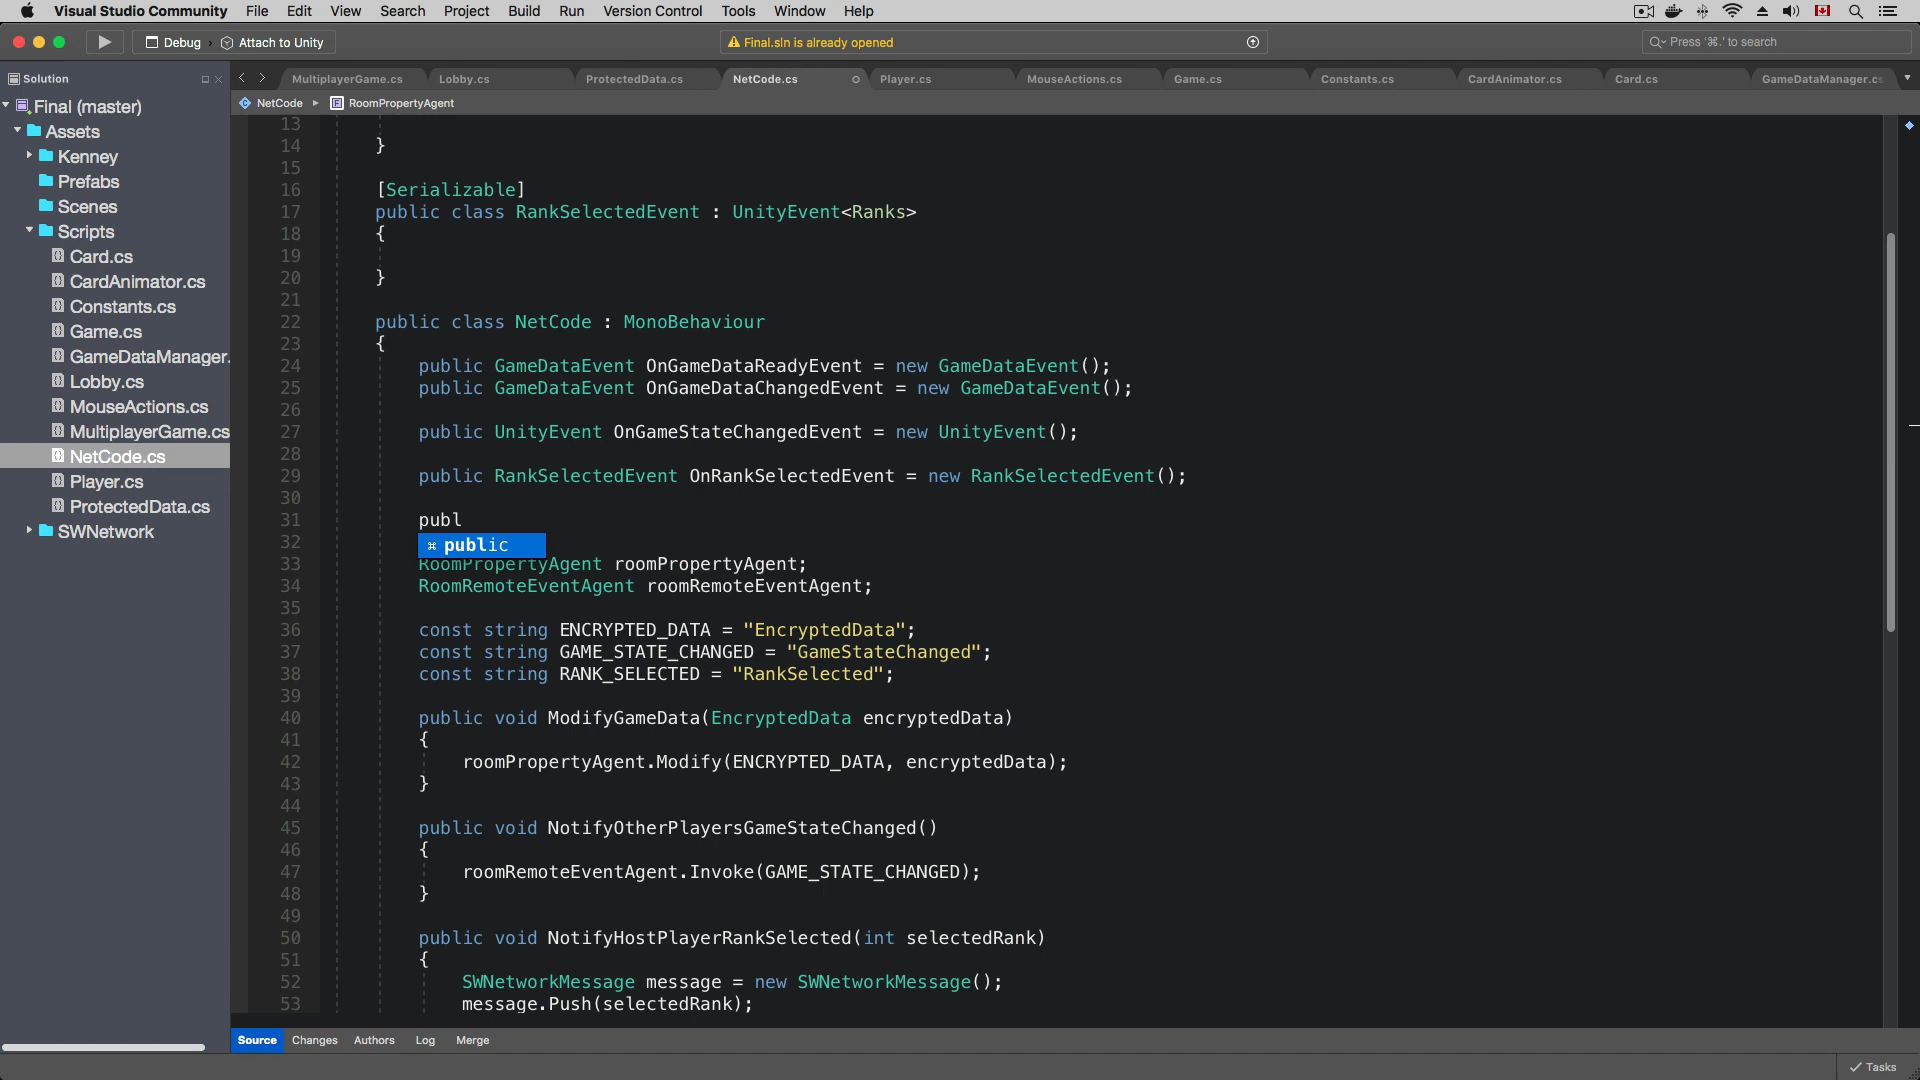 Visual Studio Community File Edit View Search Project Build Run Version Control Tools Window Help
Debug › Attach to Unity
Final.sln is already opened
Press '⌘.' to search
Solution
MultiplayerGame.cs Lobby.cs ProtectedData.cs NetCode.cs Player.cs MouseActions.cs Game.cs Constants.cs CardAnimator.cs Card.cs GameDataManager.cs
NetCode ▸ RoomPropertyAgent
Final (master)
Assets
Kenney
Prefabs
Scenes
Scripts
Card.cs
CardAnimator.cs
Constants.cs
Game.cs
GameDataManager.
Lobby.cs
MouseActions.cs
MultiplayerGame.cs
NetCode.cs
Player.cs
ProtectedData.cs
SWNetwork
13
14 }
15
16 [Serializable]
17 public class RankSelectedEvent : UnityEvent<Ranks>
18 {
19
20 }
21
22 public class NetCode : MonoBehaviour
23 {
24 public GameDataEvent OnGameDataReadyEvent = new GameDataEvent();
25 public GameDataEvent OnGameDataChangedEvent = new GameDataEvent();
26
27 public UnityEvent OnGameStateChangedEvent = new UnityEvent();
28
29 public RankSelectedEvent OnRankSelectedEvent = new RankSelectedEvent();
30
31 publ
32 public
33 RoomPropertyAgent roomPropertyAgent;
34 RoomRemoteEventAgent roomRemoteEventAgent;
35
36 const string ENCRYPTED_DATA = "EncryptedData";
37 const string GAME_STATE_CHANGED = "GameStateChanged";
38 const string RANK_SELECTED = "RankSelected";
39
40 public void ModifyGameData(EncryptedData encryptedData)
41 {
42 roomPropertyAgent.Modify(ENCRYPTED_DATA, encryptedData);
43 }
44
45 public void NotifyOtherPlayersGameStateChanged()
46 {
47 roomRemoteEventAgent.Invoke(GAME_STATE_CHANGED);
48 }
49
50 public void NotifyHostPlayerRankSelected(int selectedRank)
51 {
52 SWNetworkMessage message = new SWNetworkMessage();
53 message.Push(selectedRank);
Source Changes Authors Log Merge
Tasks